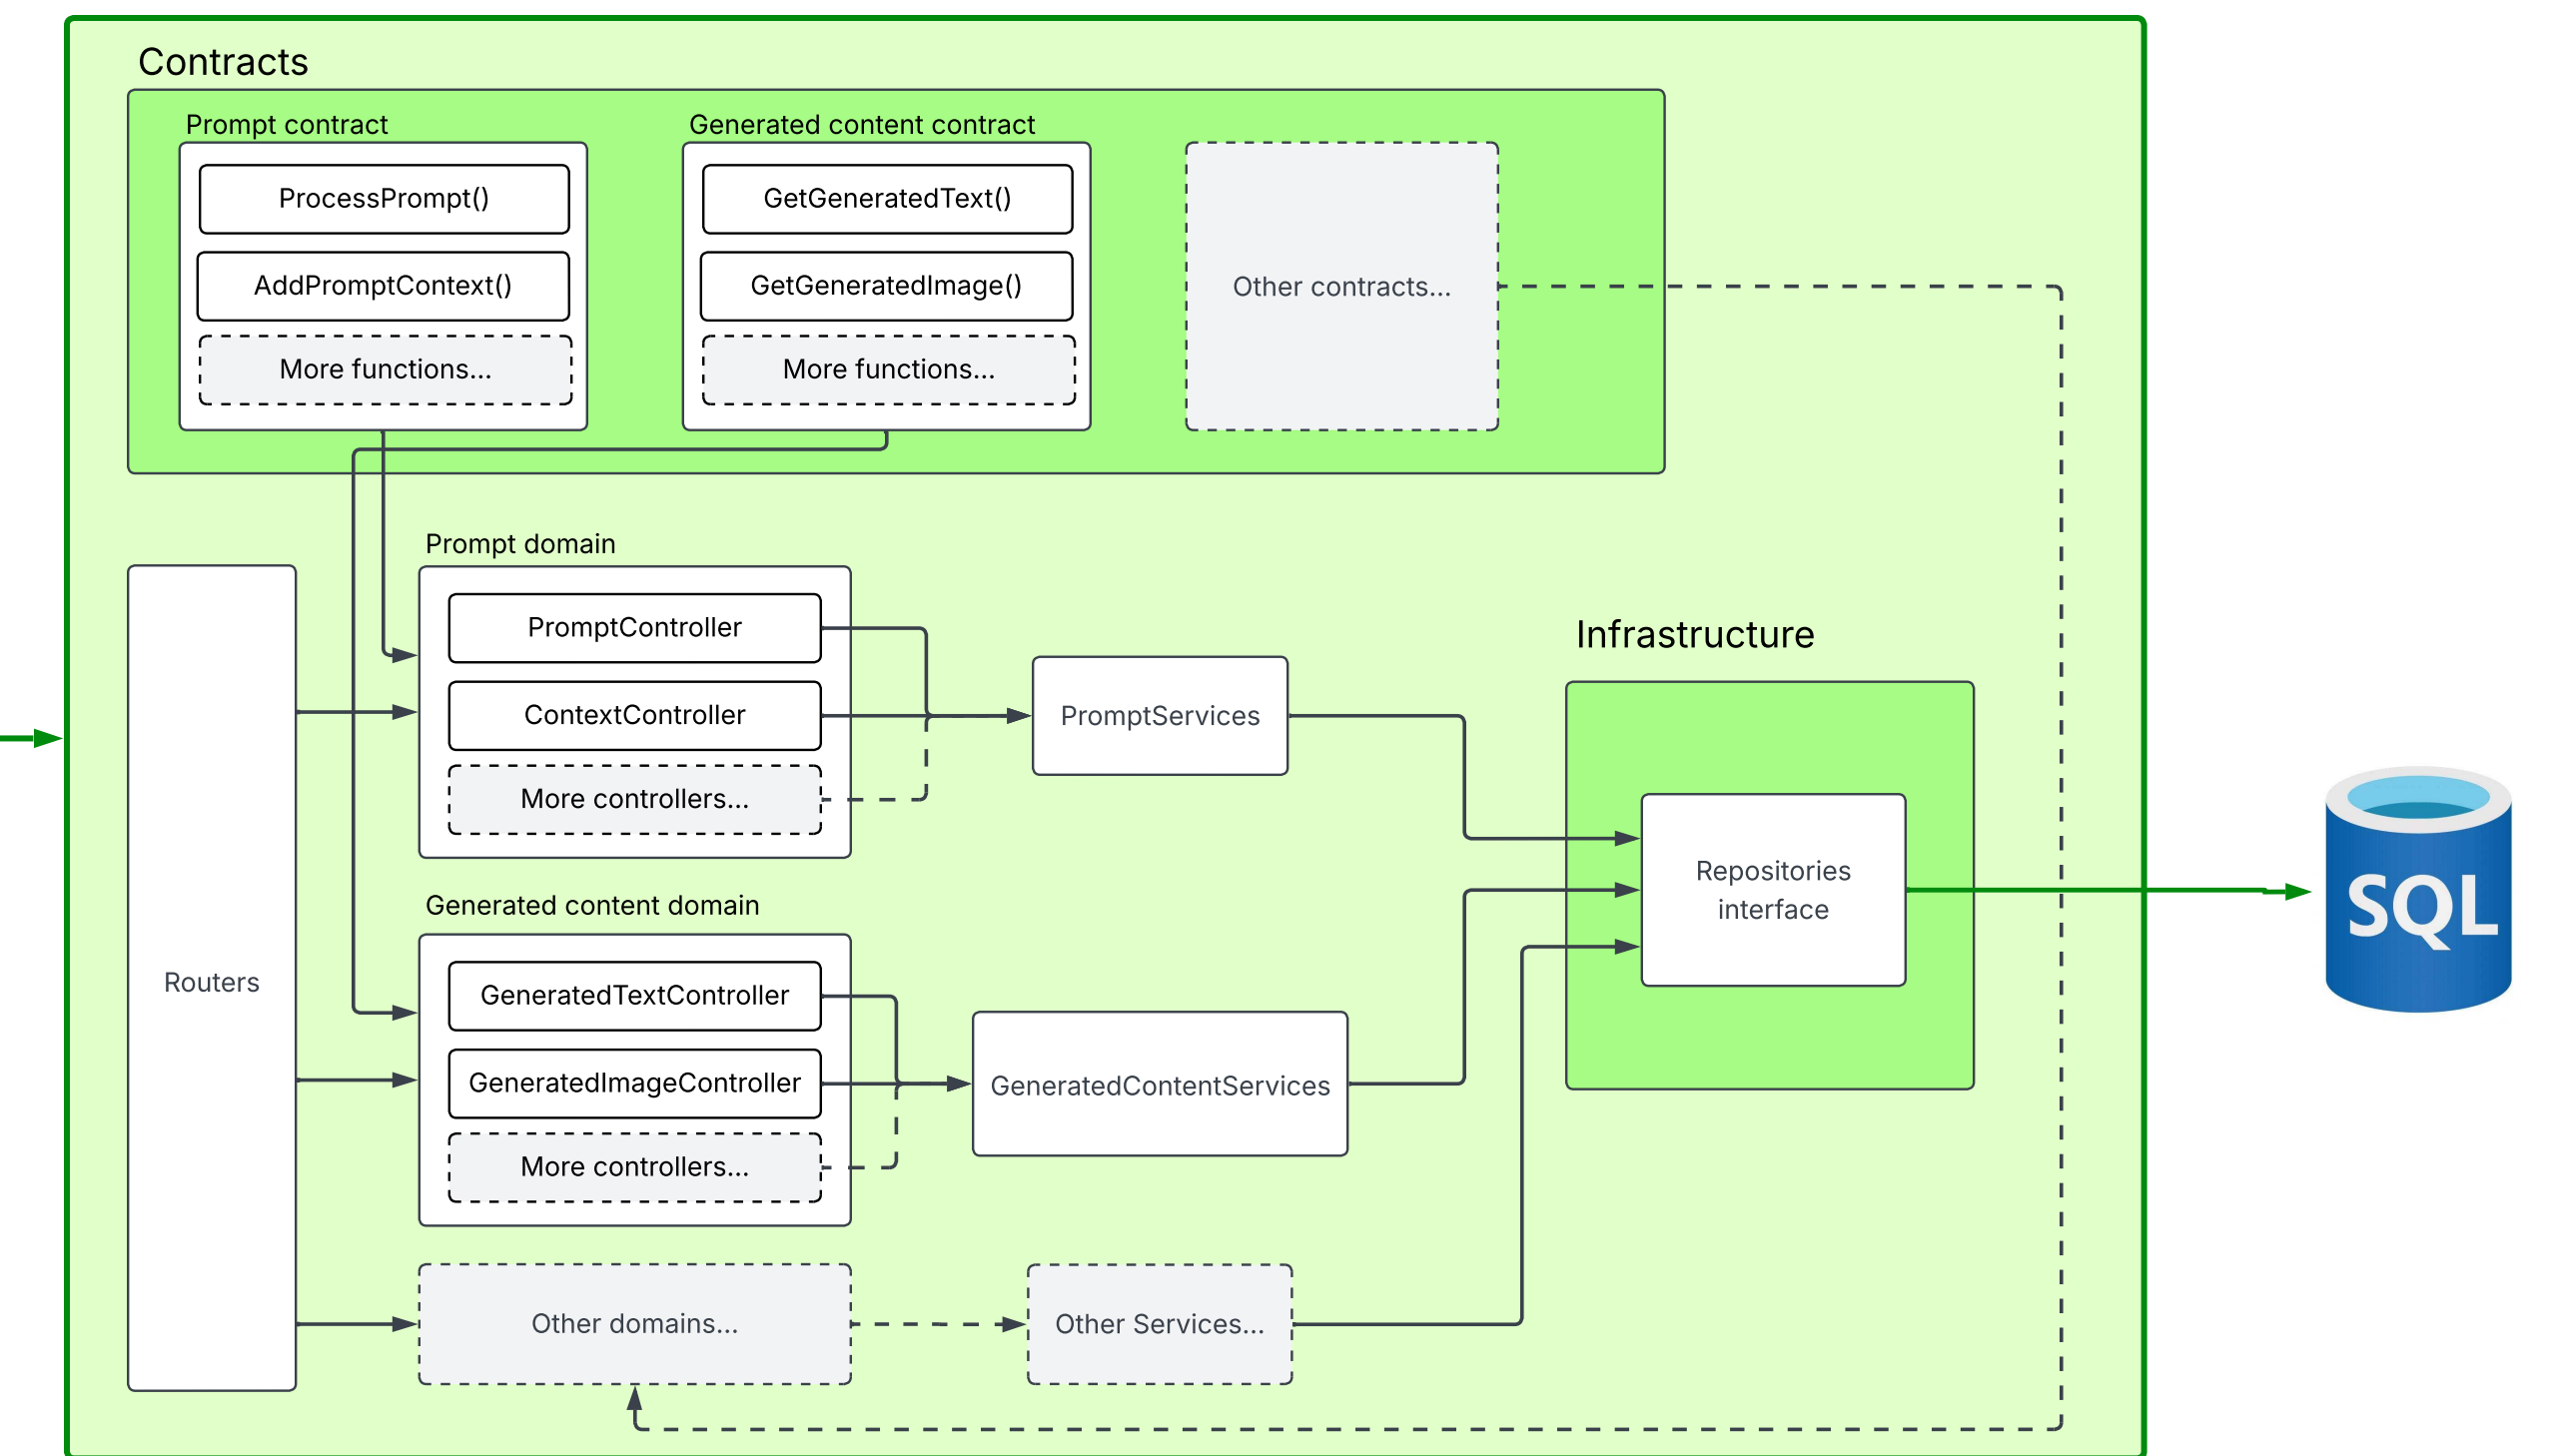 Contracts
Prompt contract
ProcessPrompt()
AddPromptContext()
More functions...
Generated content contract
GetGeneratedText()
GetGeneratedImage()
More functions...
Other contracts...
Routers
Prompt domain
PromptController
ContextController
More controllers...
PromptServices
Generated content domain
GeneratedTextController
GeneratedImageController
More controllers...
GeneratedContentServices
Other domains...
Other Services...
Infrastructure
Repositories
interface
SQL